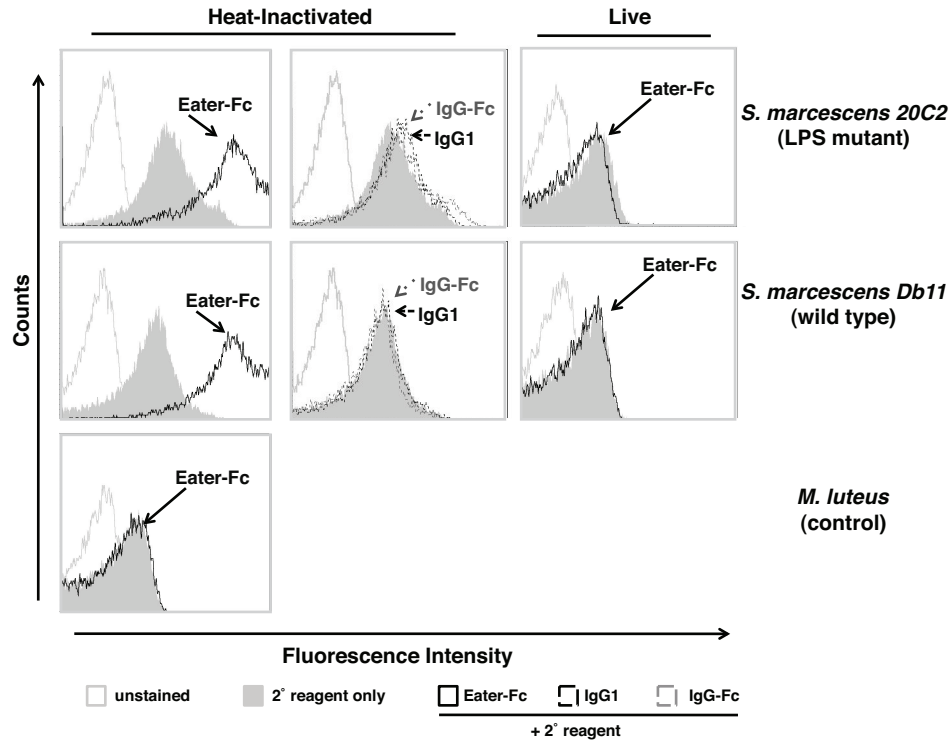 Heat-Inactivated
Live
Eater-Fc
IgG-Fc
IgG1
Eater-Fc
S. marcescens 20C2
(LPS mutant)
Eater-Fc
IgG-Fc
IgG1
Eater-Fc
S. marcescens Db11
(wild type)
Counts
Eater-Fc
M. luteus
(control)
Fluorescence Intensity
unstained
2° reagent only
Eater-Fc
IgG1
IgG-Fc
+ 2° reagent